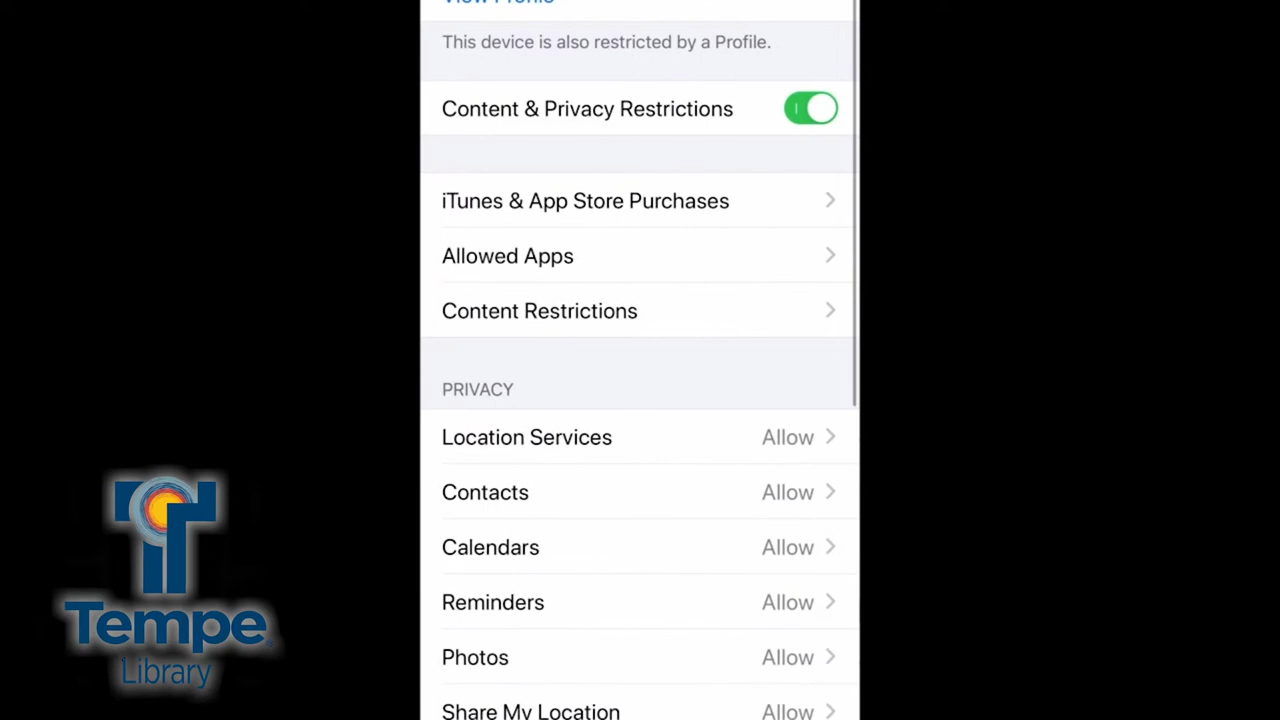 View Profile
This device is also restricted by a Profile.
Content & Privacy Restrictions
iTunes & App Store Purchases
Allowed Apps
Content Restrictions
PRIVACY
Location Services Allow
Contacts Allow
Calendars Allow
Reminders Allow
Photos Allow
Share My Location Allow
Tempe
Library